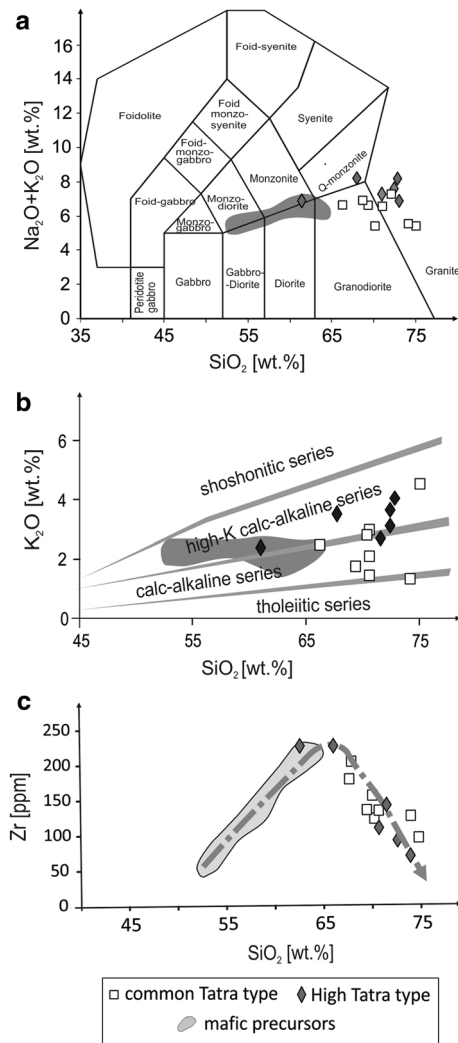 a
16
14
12
10
8
6
4
2
0
Na₂O+K₂O [wt.%]
Foid-syenite
Foidolite
Foid
monzo-
syenite
Syenite
Foid-
monzo-
gabbro
Q-monzonite
Monzonite
Foid-gabbro
Monzo-
diorite
Monzo-
gabbro
Peridotite
gabbro
Gabbro
Gabbro-
-Diorite
Diorite
Granodiorite
Granite
35 45 55 65 75
SiO₂ [wt.%]
b
6
4
2
0
K₂O [wt.%]
shoshonitic series
high-K calc-alkaline series
calc-alkaline series
tholeiitic series
45 55 65 75
SiO₂ [wt.%]
c
250
200
150
100
50
0
Zr [ppm]
45 55 65 75
SiO₂ [wt.%]
common Tatra type High Tatra type
mafic precursors